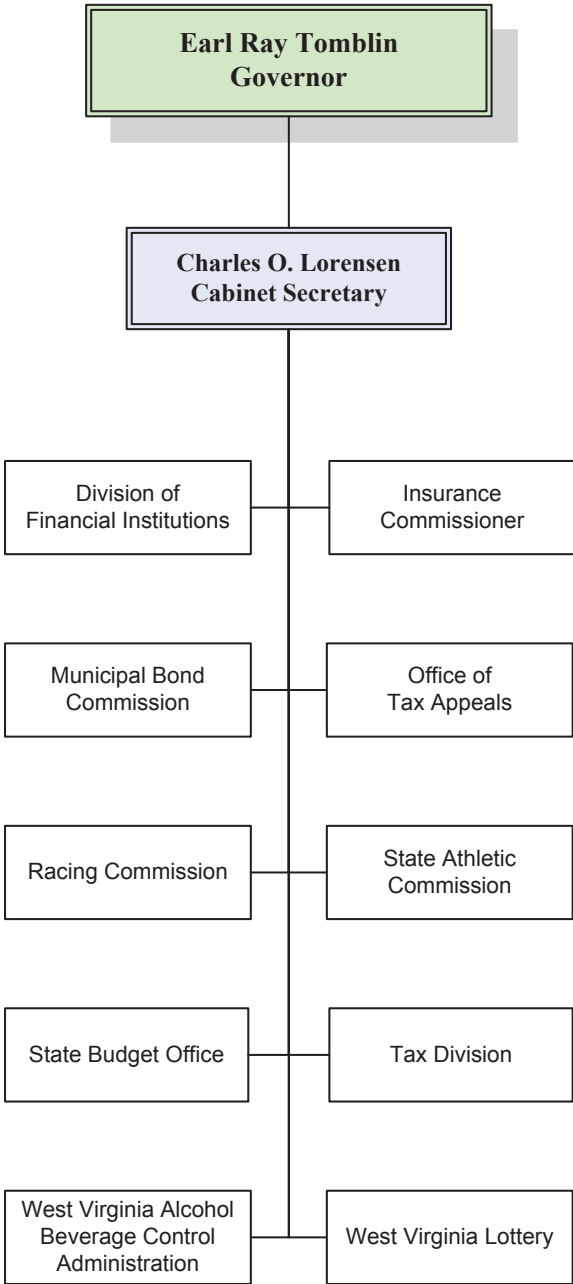 Earl Ray Tomblin
Governor
Charles O. Lorensen
Cabinet Secretary
Division of
Financial Institutions
Insurance
Commissioner
Municipal Bond
Commission
Office of
Tax Appeals
Racing Commission
State Athletic
Commission
State Budget Office
Tax Division
West Virginia Alcohol
Beverage Control
Administration
West Virginia Lottery